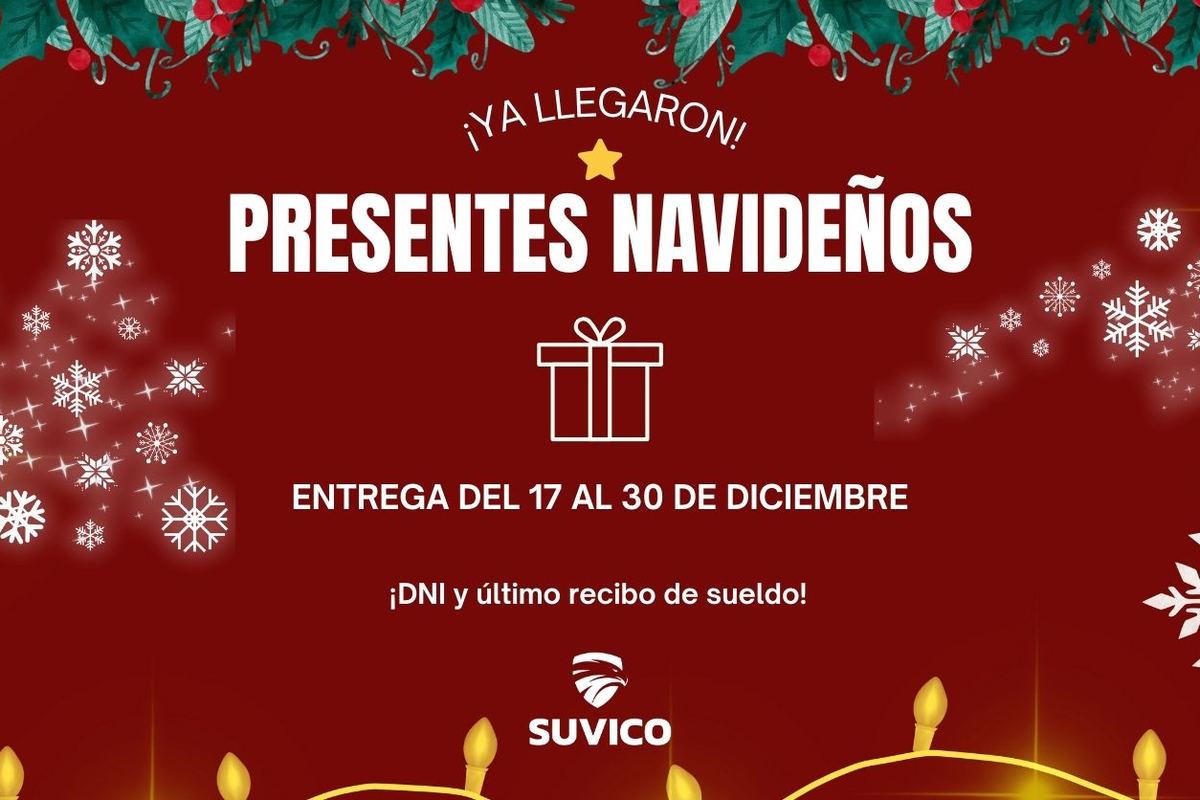 ¡YA LLEGARON!
PRESENTES NAVIDEÑOS
ENTREGA DEL 17 AL 30 DE DICIEMBRE
¡DNI y último recibo de sueldo!
SUVICO